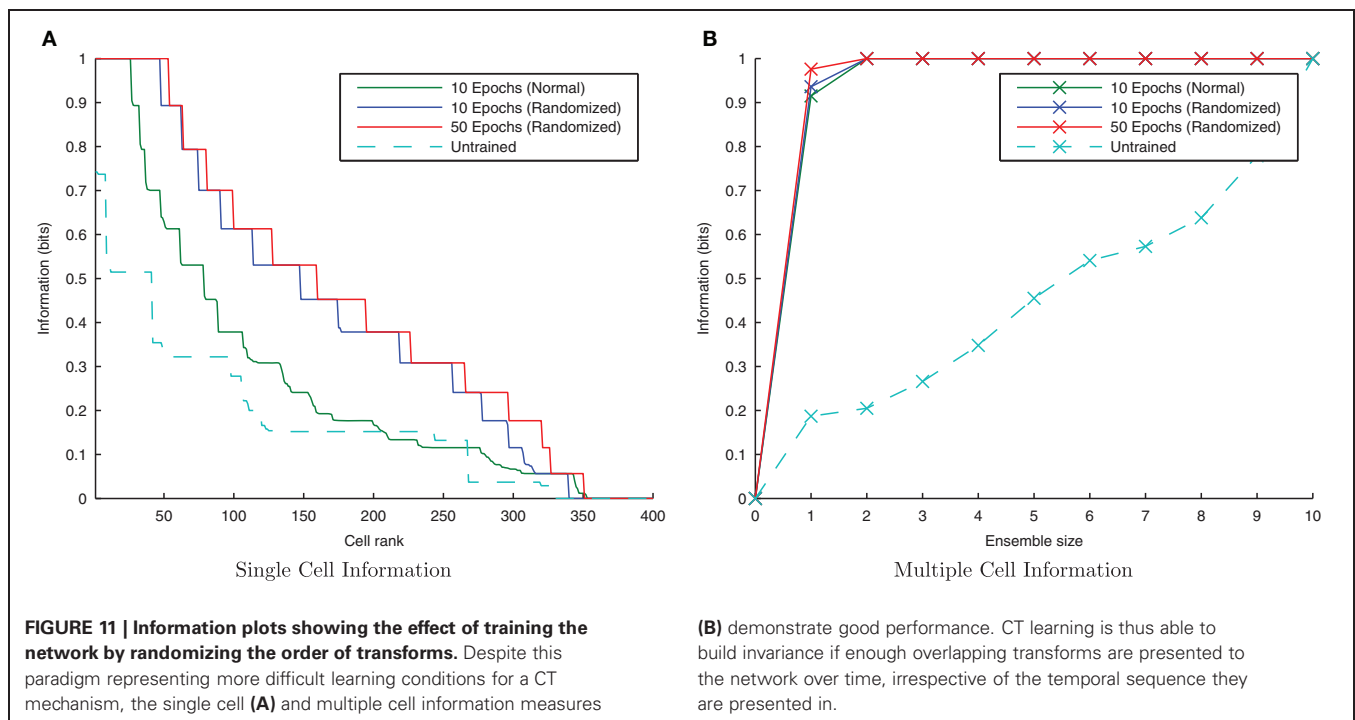 A
1
0.9
0.8
0.7
0.6
0.5
0.4
0.3
0.2
0.1
0
Information (bits)
10 Epochs (Normal)
10 Epochs (Randomized)
50 Epochs (Randomized)
Untrained
50 100 150 200 250 300 350 400
Cell rank
Single Cell Information
B
1
0.9
0.8
0.7
0.6
0.5
0.4
0.3
0.2
0.1
0
Information (bits)
10 Epochs (Normal)
10 Epochs (Randomized)
50 Epochs (Randomized)
Untrained
0 1 2 3 4 5 6 7 8 9 10
Ensemble size
Multiple Cell Information
FIGURE 11 | Information plots showing the effect of training the
network by randomizing the order of transforms. Despite this
paradigm representing more difficult learning conditions for a CT
mechanism, the single cell (A) and multiple cell information measures
(B) demonstrate good performance. CT learning is thus able to
build invariance if enough overlapping transforms are presented to
the network over time, irrespective of the temporal sequence they
are presented in.